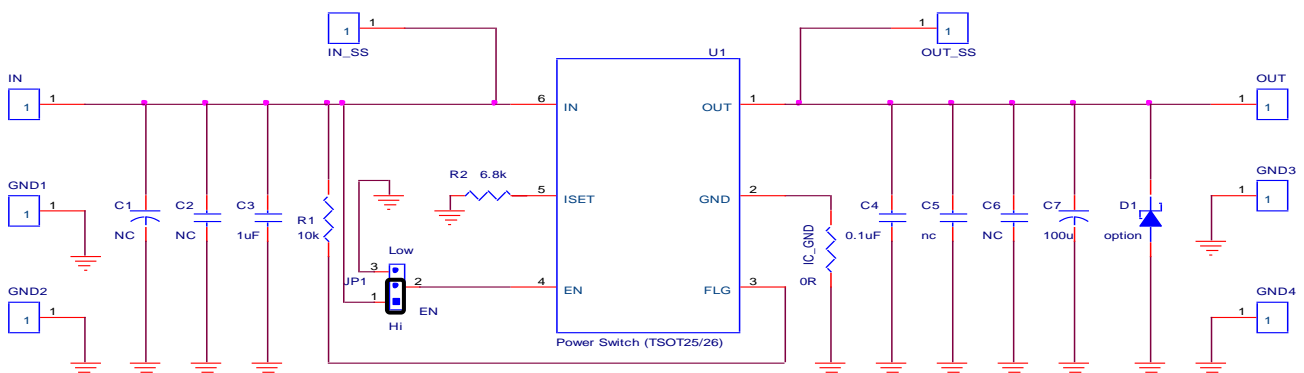 1
1
IN_SS
1
1
OUT_SS
U1
IN
1
1
6
IN
OUT
1
OUT
1
1
R2 6.8k
5
ISET
GND
2
GND1
1
1
GND3
1
1
C1
NC
C2
NC
C3
1uF
R1
10k
C4
0.1uF
C5
nc
C6
NC
C7
100u
D1
option
IC_GND
0R
Low
3
JP1
2
1
EN
Hi
4
EN
FLG
3
GND2
1
1
GND4
1
1
Power Switch (TSOT25/26)